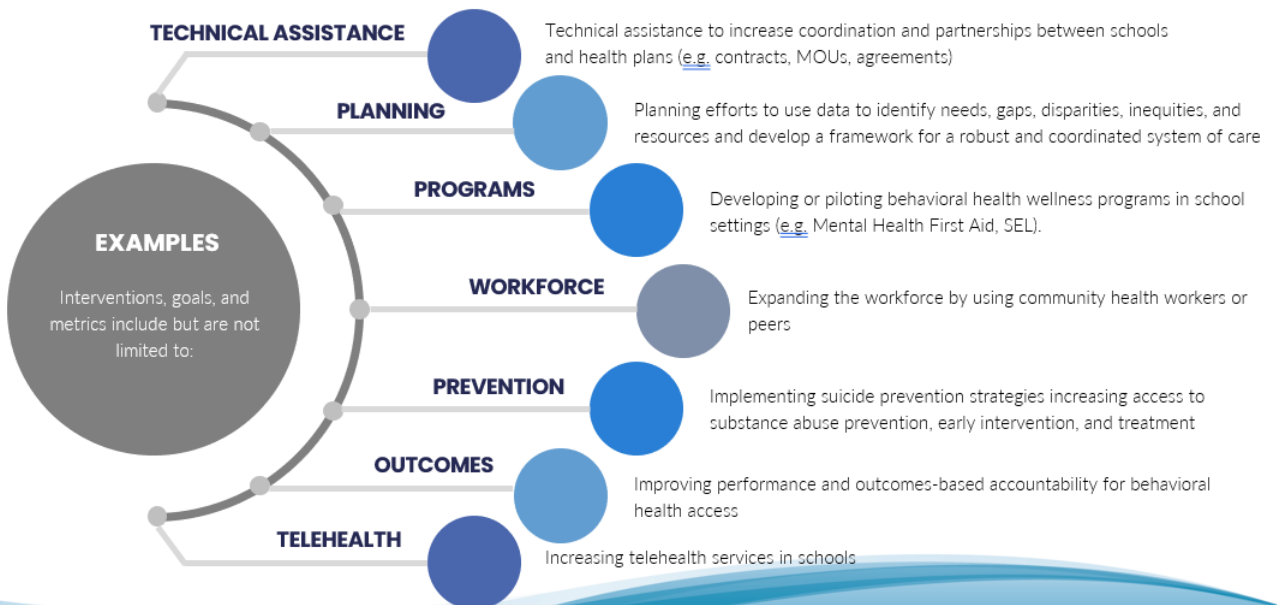 TECHNICAL ASSISTANCE
Technical assistance to increase coordination and partnerships between schools
and health plans (e.g. contracts, MOUs, agreements)
PLANNING
Planning efforts to use data to identify needs, gaps, disparities, inequities, and
resources and develop a framework for a robust and coordinated system of care
PROGRAMS
Developing or piloting behavioral health wellness programs in school
settings (e.g. Mental Health First Aid, SEL).
EXAMPLES
Interventions, goals, and
metrics include but are not
limited to:
WORKFORCE
Expanding the workforce by using community health workers or
peers
PREVENTION
Implementing suicide prevention strategies increasing access to
substance abuse prevention, early intervention, and treatment
OUTCOMES
Improving performance and outcomes-based accountability for behavioral
health access
TELEHEALTH
Increasing telehealth services in schools